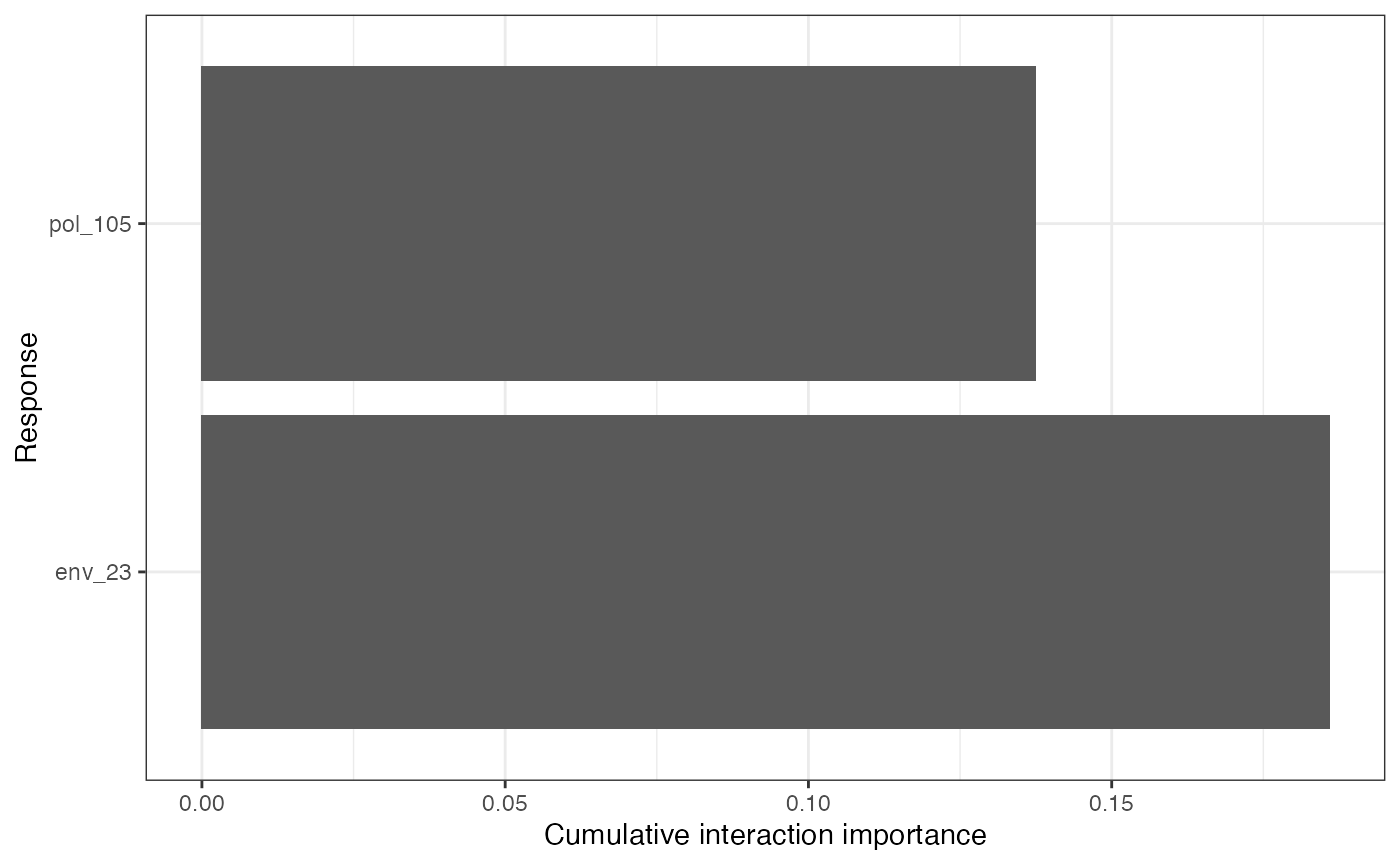 pol_105
env_23
Response
0.00 0.05 0.10 0.15
Cumulative interaction importance